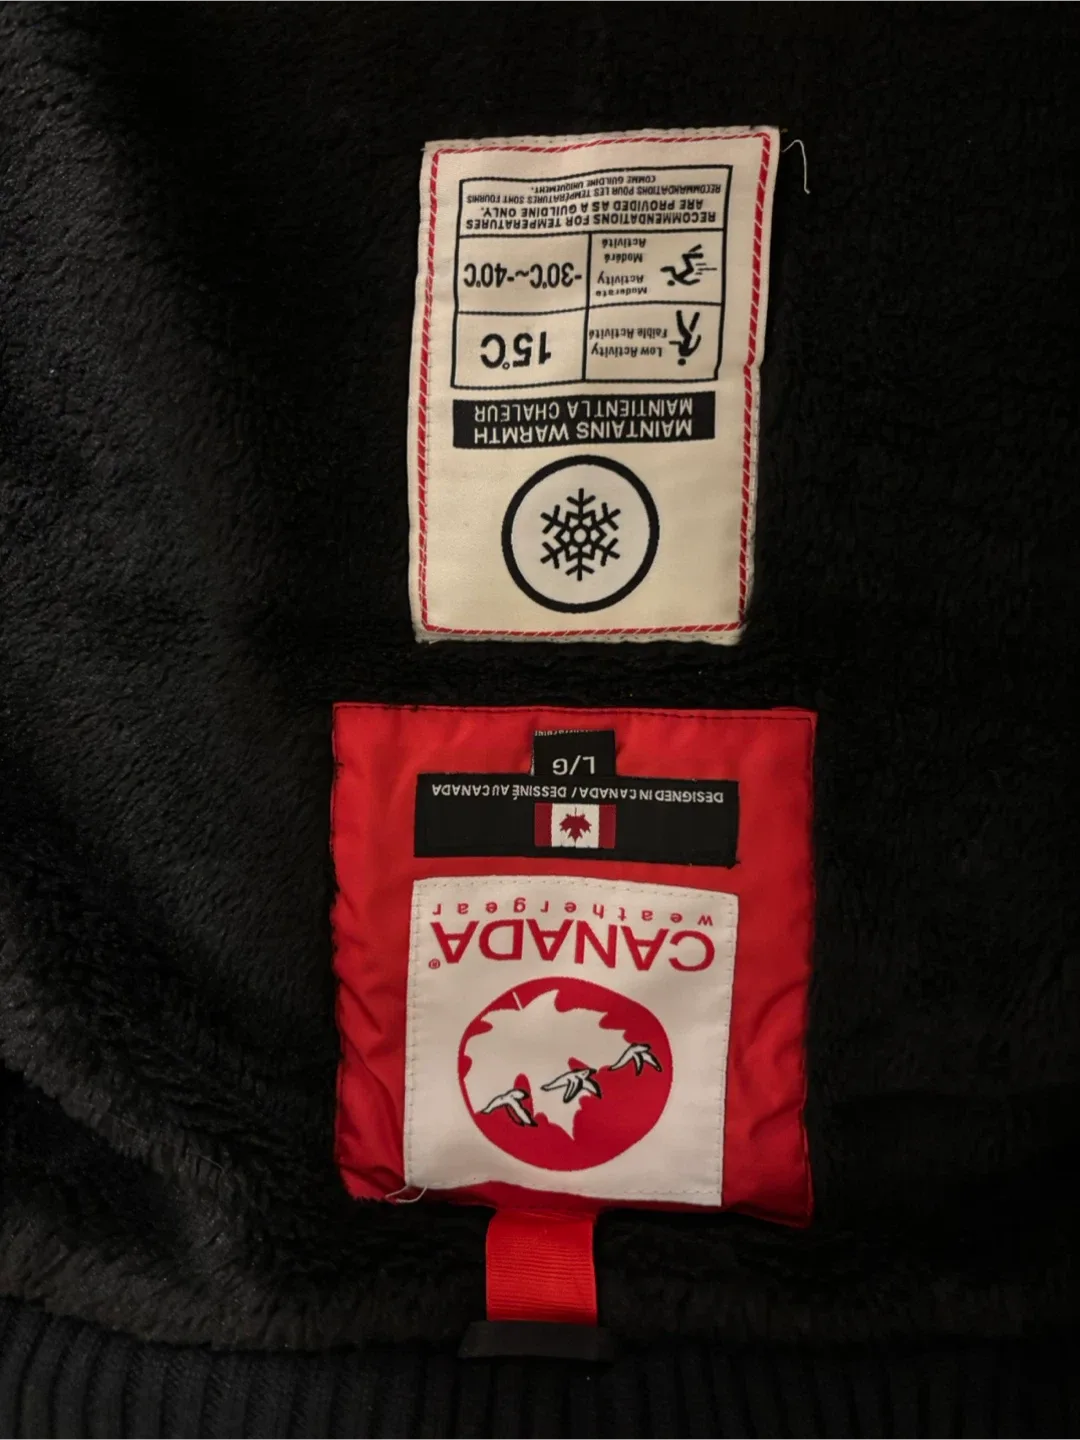 CANADA®
weathergear
DESIGNED IN CANADA / DESSINÉ AU CANADA
L/G
MAINTAINS WARMTH
MAINTIENT LA CHALEUR
Low Activity
Faible Activité
15°C
Moderate
Activity
Modéré
Activité
-30°C~-40°C
RECOMMENDATIONS FOR TEMPERATURES
ARE PROVIDED AS A GUILDINE ONLY.
RECOMMANDATIONS POUR LES TEMPÉRATURES SONT FOURNIS
COMME GUILDINE UNIQUEMENT.